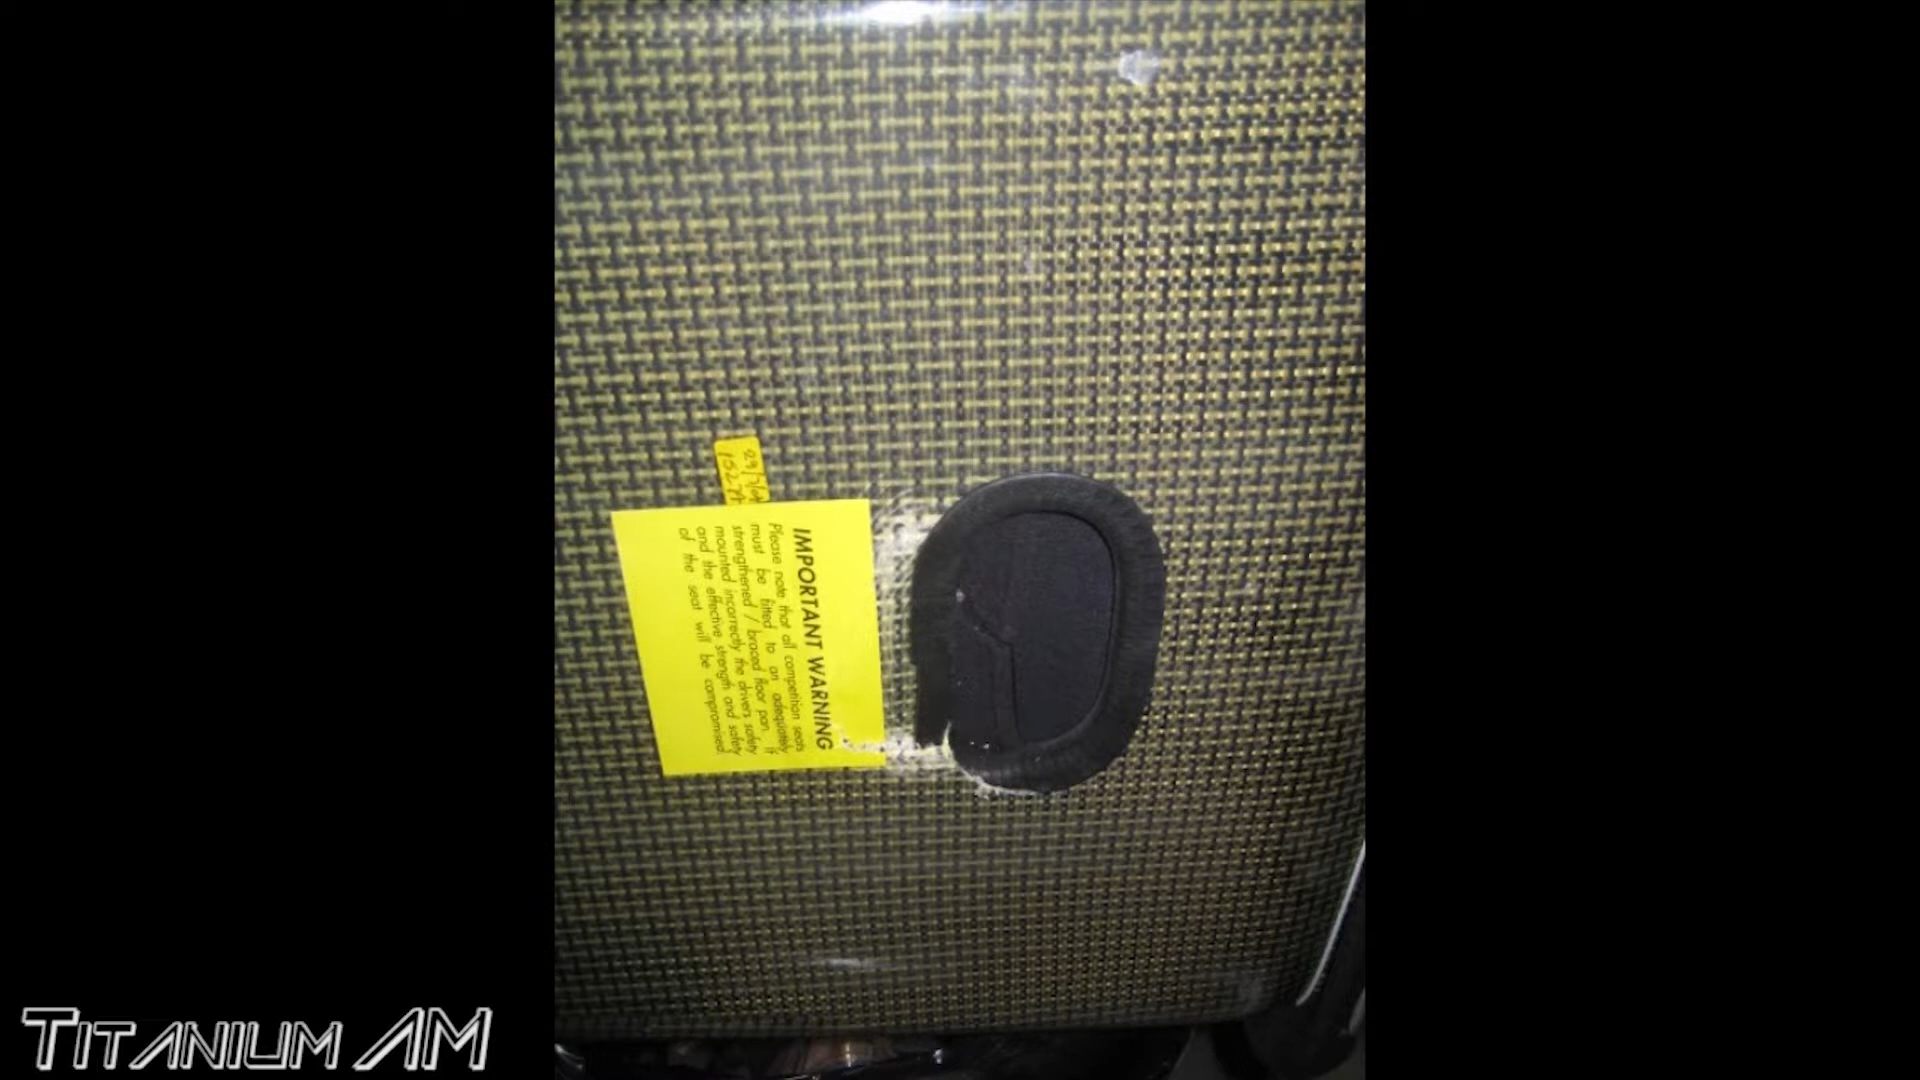 IMPORTANT WARNING
Please note that all competition seats
must be fitted to an adequately
strengthened / braced floor pan. If
mounted incorrectly the drivers safety
and the effective strength and safety
of the seat will be compromised.
TITANIUM AM